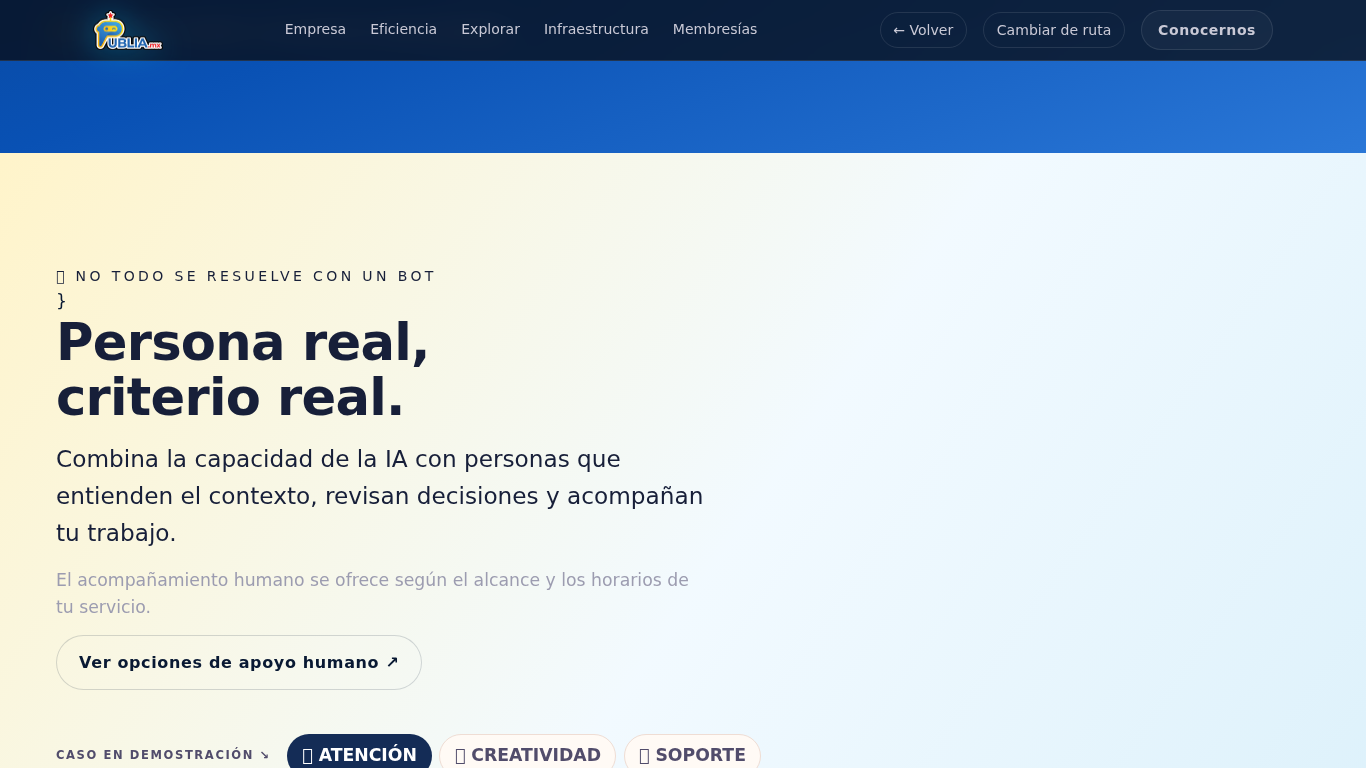 PUBLIA.mx
Empresa
Eficiencia
Explorar
Infraestructura
Membresías
← Volver
Cambiar de ruta
Conocernos
NO TODO SE RESUELVE CON UN BOT
}
Persona real,
criterio real.
Combina la capacidad de la IA con personas que
entienden el contexto, revisan decisiones y acompañan
tu trabajo.
El acompañamiento humano se ofrece según el alcance y los horarios de
tu servicio.
Ver opciones de apoyo humano ↗
CASO EN DEMOSTRACIÓN ↘
ATENCIÓN
CREATIVIDAD
SOPORTE